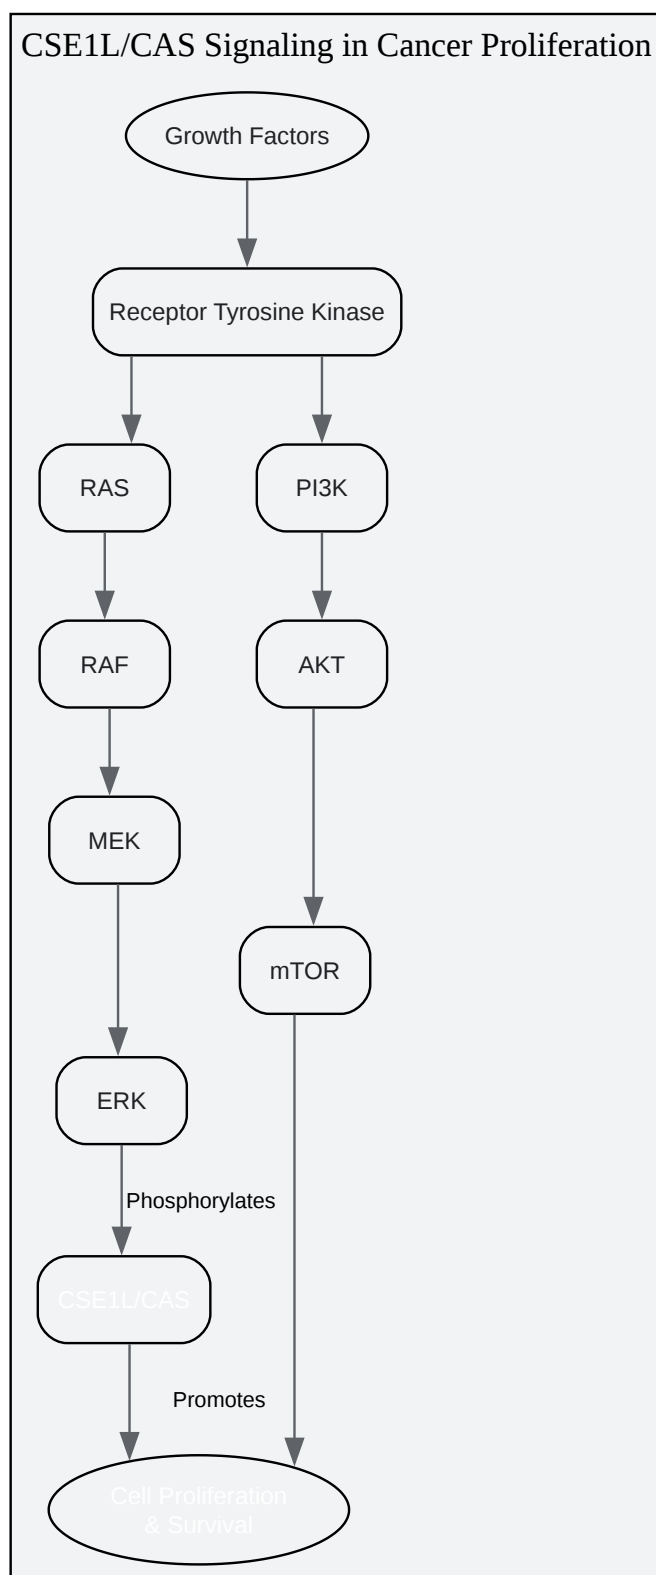 CSE1L/CAS Signaling in Cancer Proliferation
Growth Factors
Receptor Tyrosine Kinase
RAS
PI3K
RAF
AKT
MEK
mTOR
ERK
Phosphorylates
CSE1L/CAS
Promotes
Cell Proliferation
& Survival